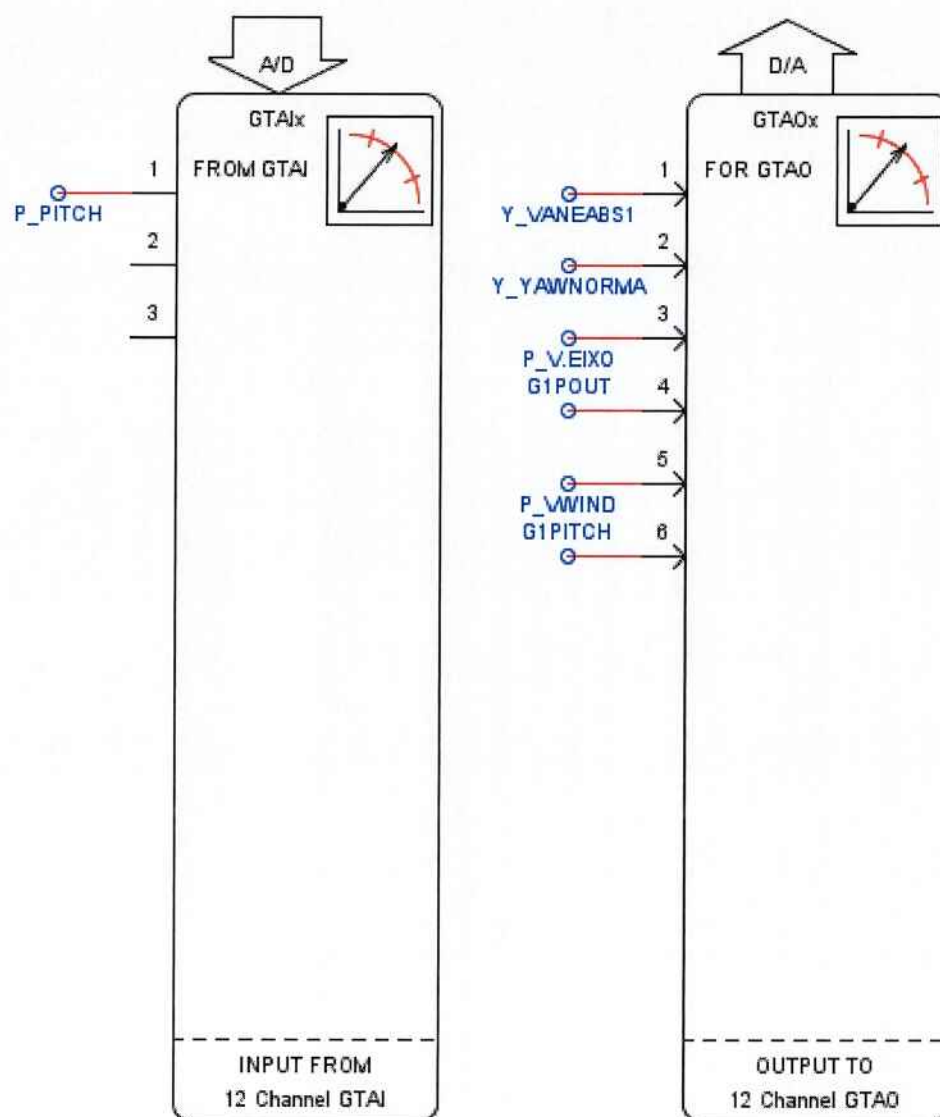 A/D
GTAIx
FROM GTAI
1
P_PITCH
2
3
INPUT FROM
12 Channel GTAI
D/A
GTAOx
FOR GTAO
1
Y_VANEABS1
2
Y_YAWNORMA
3
P_V.EIXO
G1POUT
4
5
P_VWIND
G1PITCH
6
OUTPUT TO
12 Channel GTAO